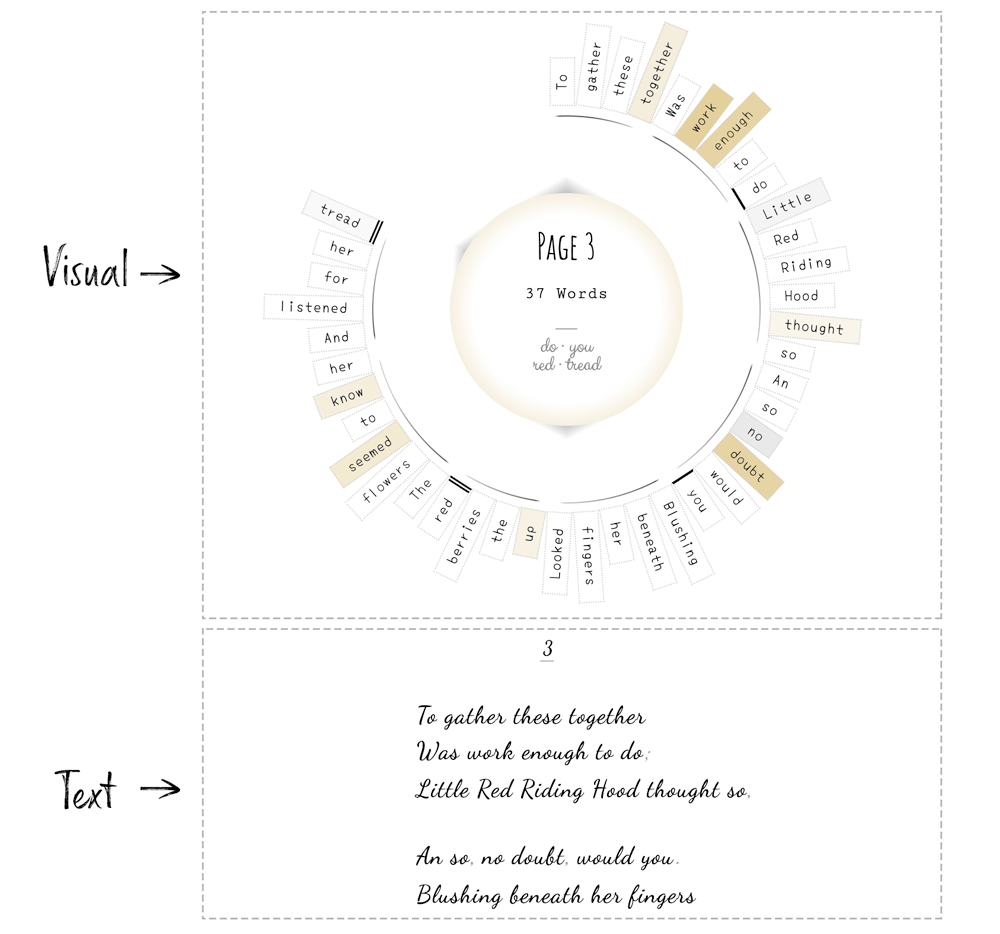 Visual
To
gather
these
together
Was
work
enough
to
do
Little
Red
Riding
Hood
thought
so
An
so
no
doubt
would
you
Blushing
beneath
her
fingers
Looked
up
the
berries
red
The
flowers
seemed
to
know
her
And
listened
for
her
tread
PAGE 3
37 Words
do · you
red · tread
Text
3
To gather these together
Was work enough to do;
Little Red Riding Hood thought so,
An so, no doubt, would you.
Blushing beneath her fingers